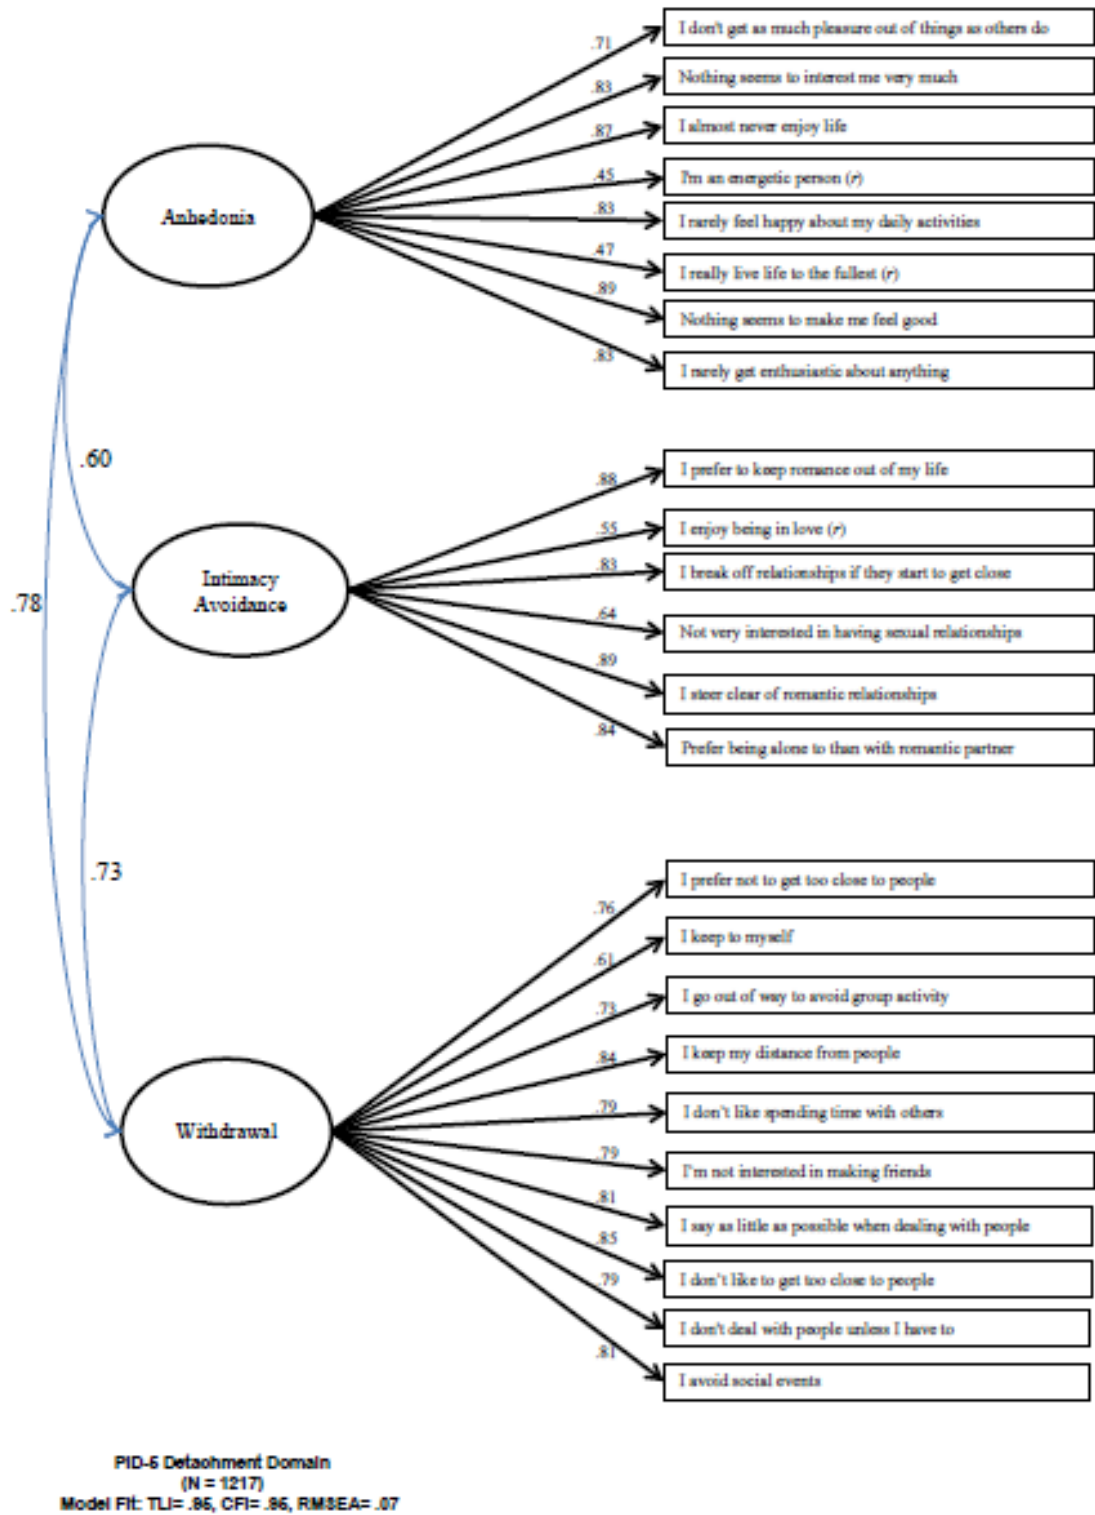 I don't get as much pleasure out of things as others do
.71
Nothing seems to interest me very much
.83
I almost never enjoy life
.87
I'm an energetic person (r)
.45
Anhedonia
I rarely feel happy about my daily activities
.83
I really live life to the fullest (r)
.47
Nothing seems to make me feel good
.89
I rarely get enthusiastic about anything
.83
.60
I prefer to keep romance out of my life
.88
I enjoy being in love (r)
.55
I break off relationships if they start to get close
.83
Intimacy
Avoidance
.78
Not very interested in having sexual relationships
.64
I steer clear of romantic relationships
.89
Prefer being alone to than with romantic partner
.84
.73
I prefer not to get too close to people
.76
I keep to myself
.61
I go out of way to avoid group activity
.73
I keep my distance from people
.84
I don't like spending time with others
.79
Withdrawal
I'm not interested in making friends
.79
I say as little as possible when dealing with people
.81
I don't like to get too close to people
.85
I don't deal with people unless I have to
.79
I avoid social events
.81
PID-5 Detachment Domain
(N = 1217)
Model Fit: TLI= .95, CFI= .95, RMSEA= .07